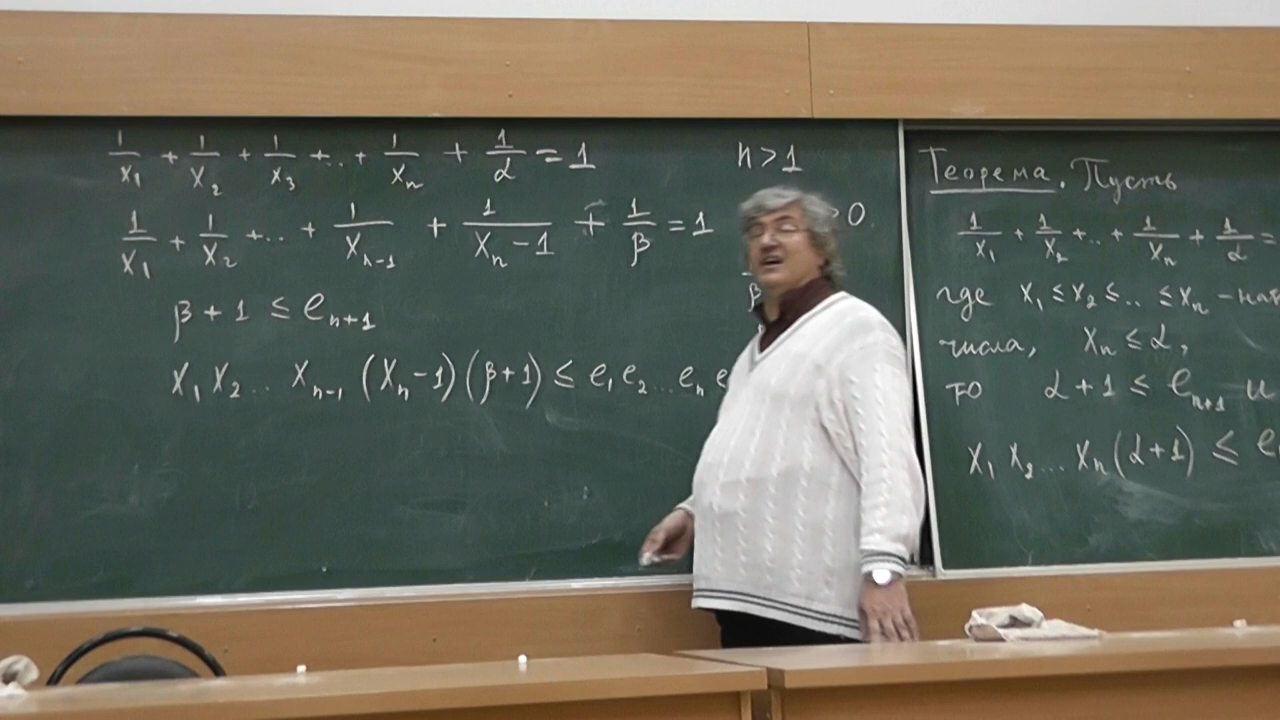 1/x₁ + 1/x₂ + 1/x₃ + .. + 1/xₙ + 1/α = 1
n > 1
1/x₁ + 1/x₂ + .. + 1/xₙ₋₁ + 1/(xₙ-1) + 1/β = 1
> 0
β + 1 ≤ eₙ₊₁
x₁ x₂ .. xₙ₋₁ (xₙ-1)(β+1) ≤ e₁e₂...eₙ e
Теорема. Пусть
1/x₁ + 1/x₂ + .. + 1/xₙ + 1/α =
где x₁ ≤ x₂ ≤ .. ≤ xₙ - нат
числа, xₙ ≤ α,
то α + 1 ≤ eₙ₊₁ и
x₁ x₂ ... xₙ (α+1) ≤ e